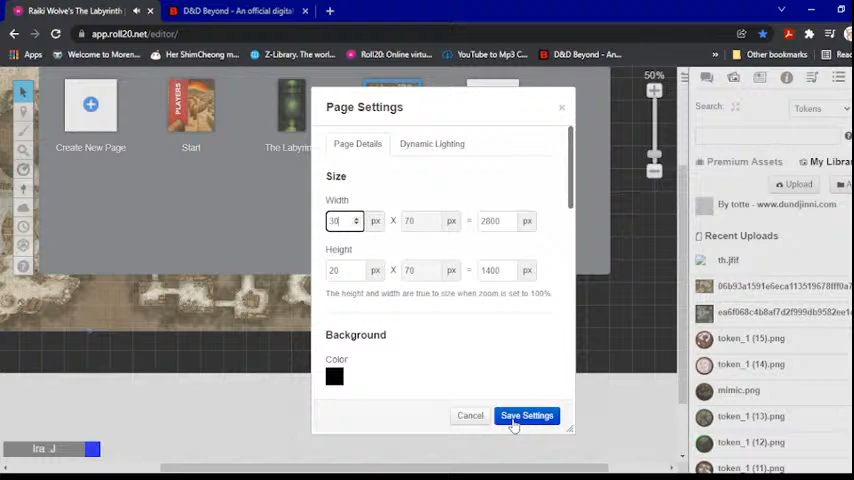 Raiki Wolve's The Labyrinth
D&D Beyond - An official digital
app.roll20.net/editor/
Apps
Welcome to Moren...
Her ShimCheong m...
Z-Library. The worl...
Roll20: Online virtu...
YouTube to Mp3 C...
D&D Beyond - An...
»
Other bookmarks
PLAYERS
Create New Page
Start
The Labyrin
50%
Page Settings
×
Page Details
Dynamic Lighting
Size
Width
30 px X 70 px = 2800 px
Height
20 px X 70 px = 1400 px
The height and width are true to size when zoom is set to 100%.
Background
Color
Cancel
Save Settings
Search:
Tokens
Premium Assets
My Librar
Upload
By totte - www.dundjinni.com
Recent Uploads
th.jfif
06b93a1591e6eca113519678fff0a7
ea6f068c4b8af7d2f999db9582ee1
token_1 (15).png
token_1 (14).png
mimic.png
token_1 (13).png
token_1 (12).png
token_1 (11).png
Ira J